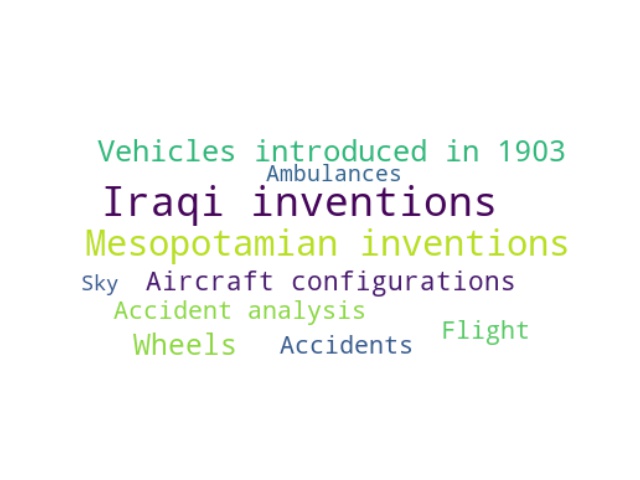 Vehicles introduced in 1903
Ambulances
Iraqi inventions
Mesopotamian inventions
Sky
Aircraft configurations
Accident analysis
Flight
Wheels
Accidents